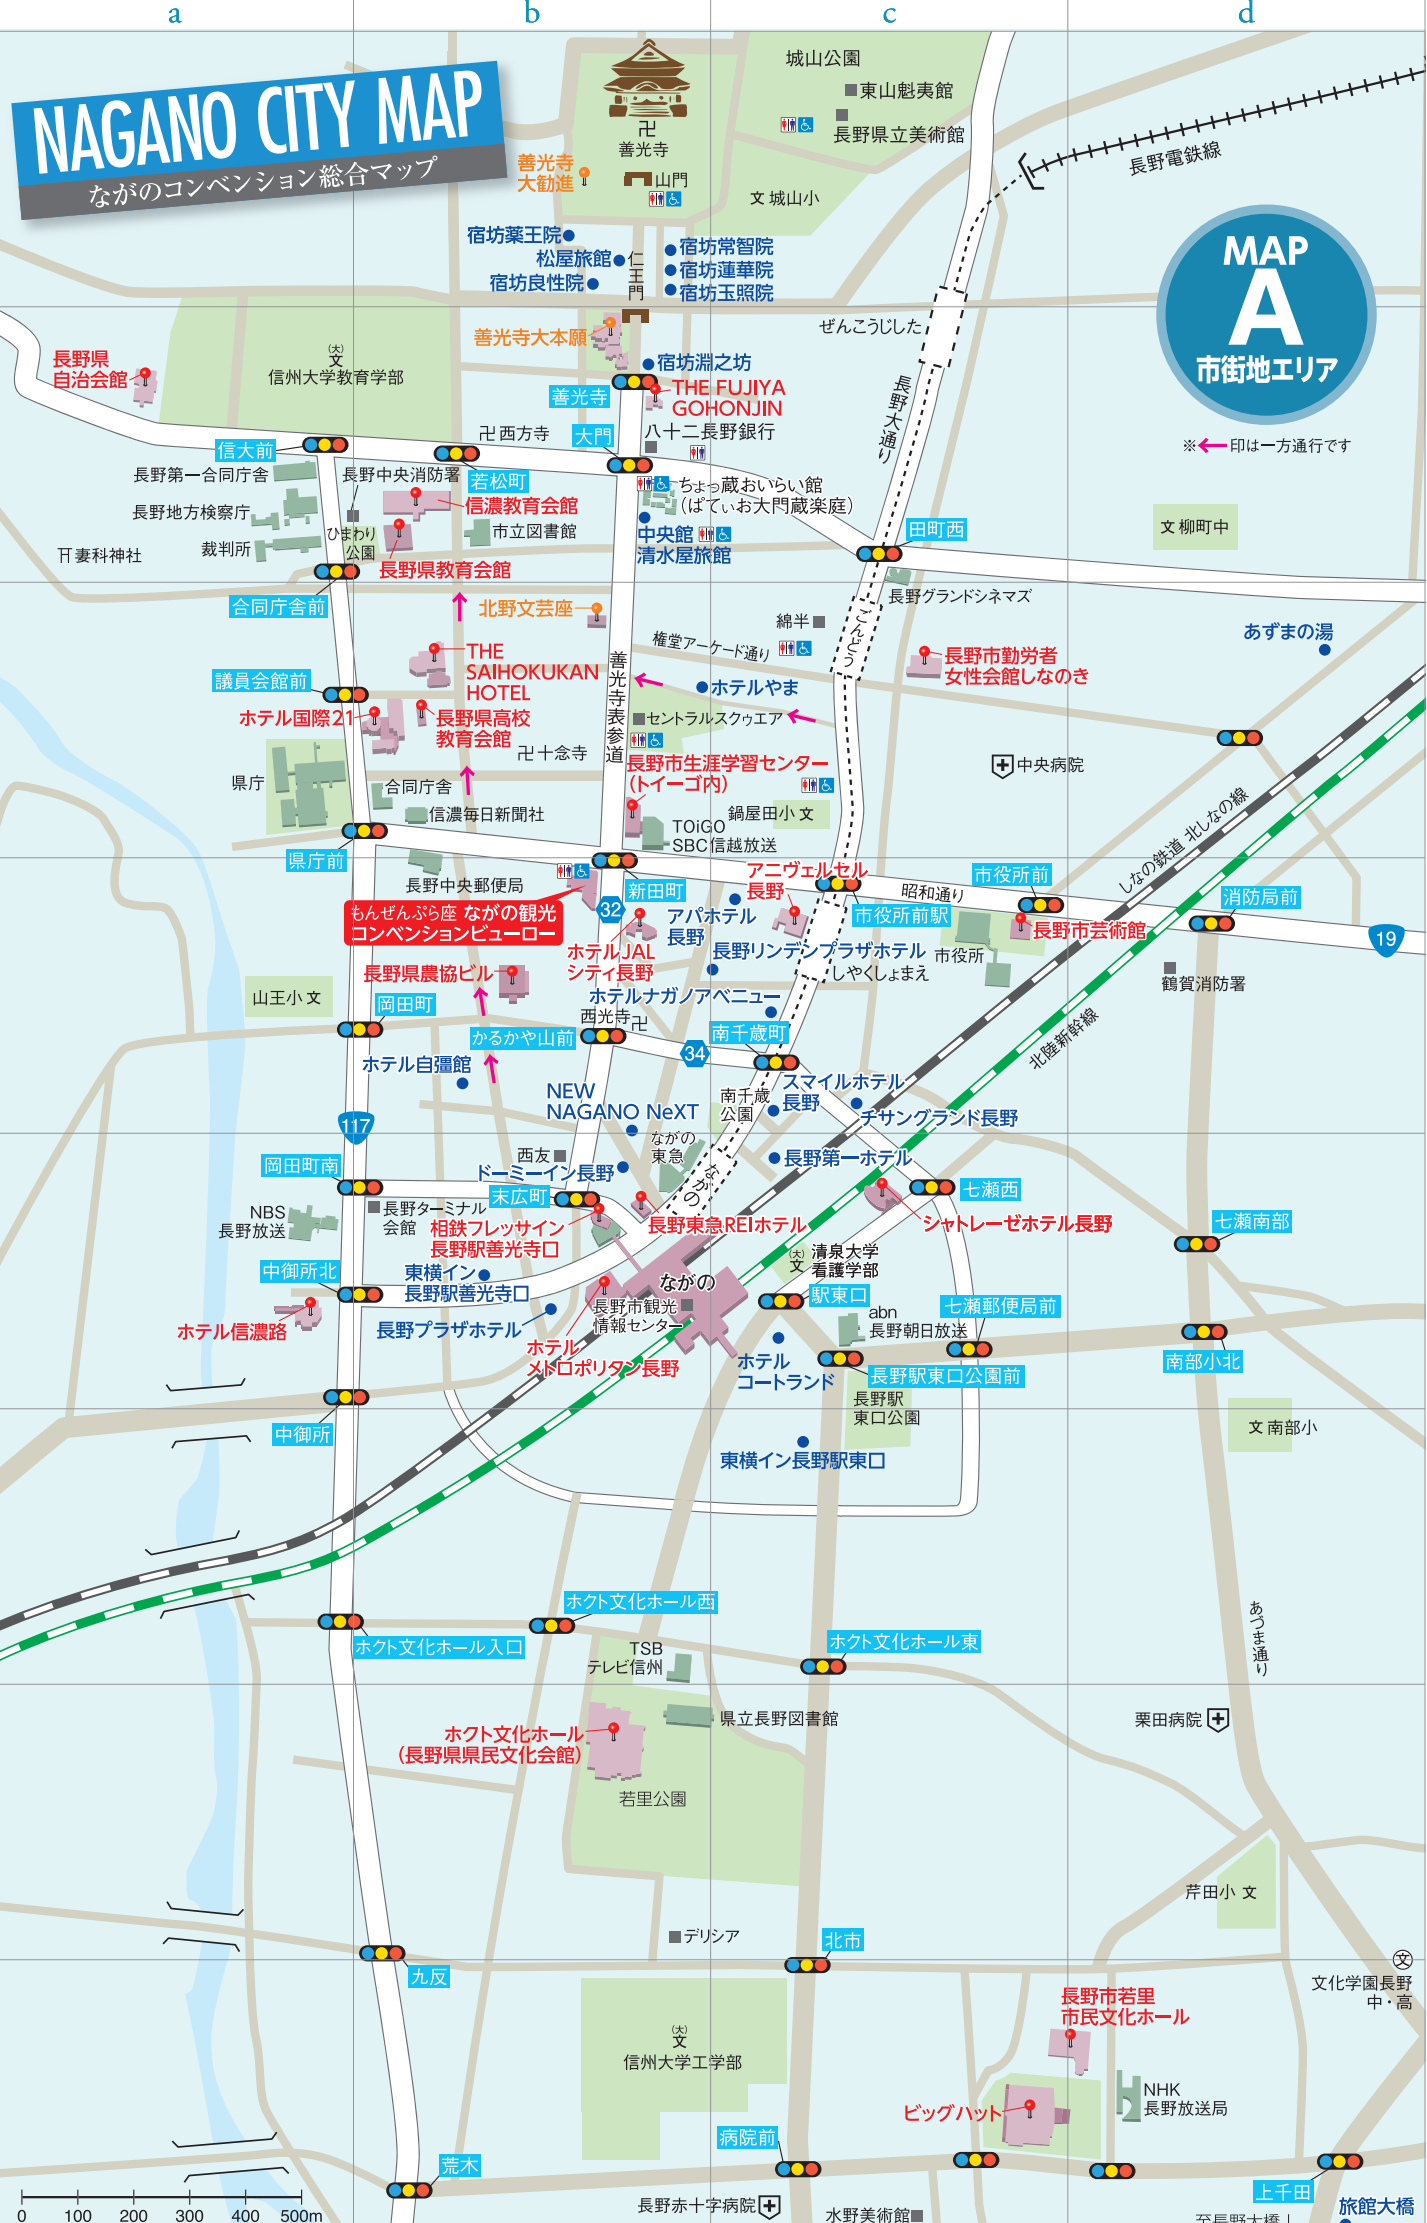 a
b
c
d
NAGANO CITY MAP
ながのコンベンション総合マップ
MAP
A
市街地エリア
※
印は一方通行です
城山公園
東山魁夷館
長野県立美術館
卍
善光寺
善光寺
大勧進
山門
文 城山小
長野電鉄線
宿坊薬王院
松屋旅館
宿坊良性院
仁王門
宿坊常智院
宿坊蓮華院
宿坊玉照院
善光寺大本願
ぜんこうじした
長野県
自治会館
(大)
文
信州大学教育学部
宿坊淵之坊
善光寺
THE FUJIYA
GOHONJIN
長野大通り
信大前
卍西方寺
大門
八十二長野銀行
長野第一合同庁舎
長野中央消防署
若松町
信濃教育会館
ちょっ蔵おいらい館
(ぱてぃお大門蔵楽庭)
長野地方検察庁
裁判所
ひまわり
公園
市立図書館
中央館
清水屋旅館
田町西
文 柳町中
妻科神社
長野県教育会館
合同庁舎前
北野文芸座
長野グランドシネマズ
綿半
ごんどう
権堂アーケード通り
あずまの湯
THE
SAIHOKUKAN
HOTEL
善光寺表参道
長野市勤労者
女性会館しなのき
議員会館前
ホテル国際21
長野県高校
教育会館
ホテルやま
セントラルスクゥエア
卍十念寺
長野市生涯学習センター
(トイーゴ内)
中央病院
県庁
合同庁舎
信濃毎日新聞社
鍋屋田小 文
TOiGO
SBC信越放送
しなの鉄道 北しなの線
県庁前
長野中央郵便局
新田町
アニヴェルセル
長野
昭和通り
市役所前
消防局前
もんぜんぷら座 ながの観光
コンベンションビューロー
32
アパホテル
長野
市役所前駅
長野市芸術館
19
ホテルJAL
シティ長野
長野リンデンプラザホテル
市役所
しやくしょまえ
鶴賀消防署
長野県農協ビル
山王小 文
岡田町
ホテルナガノアベニュー
西光寺卍
かるかや山前
34
南千歳町
北陸新幹線
ホテル自彊館
NEW
NAGANO NeXT
南千歳
公園
スマイルホテル
長野
チサングランド長野
117
ながの
東急
西友
長野第一ホテル
岡田町南
ドーミーイン長野
末広町
ながの
七瀬西
NBS
長野放送
長野ターミナル
会館
相鉄フレッサイン
長野駅善光寺口
長野東急REIホテル
シャトレーゼホテル長野
七瀬南部
中御所北
東横イン
長野駅善光寺口
ながの
(大)
文
清泉大学
看護学部
駅東口
ホテル信濃路
長野プラザホテル
長野市観光
情報センター
abn
長野朝日放送
七瀬郵便局前
ホテル
メトロポリタン長野
ホテル
コートランド
長野駅東口公園前
南部小北
中御所
長野駅
東口公園
文 南部小
東横イン長野駅東口
ホクト文化ホール西
ホクト文化ホール入口
TSB
テレビ信州
ホクト文化ホール東
あづま通り
ホクト文化ホール
(長野県県民文化会館)
県立長野図書館
栗田病院
若里公園
芹田小 文
デリシア
北市
九反
文
文化学園長野
中・高
長野市若里
市民文化ホール
(大)
文
信州大学工学部
ビッグハット
NHK
長野放送局
病院前
荒木
上千田
0
100
200
300
400
500m
長野赤十字病院
水野美術館
至長野大橋
旅館大橋